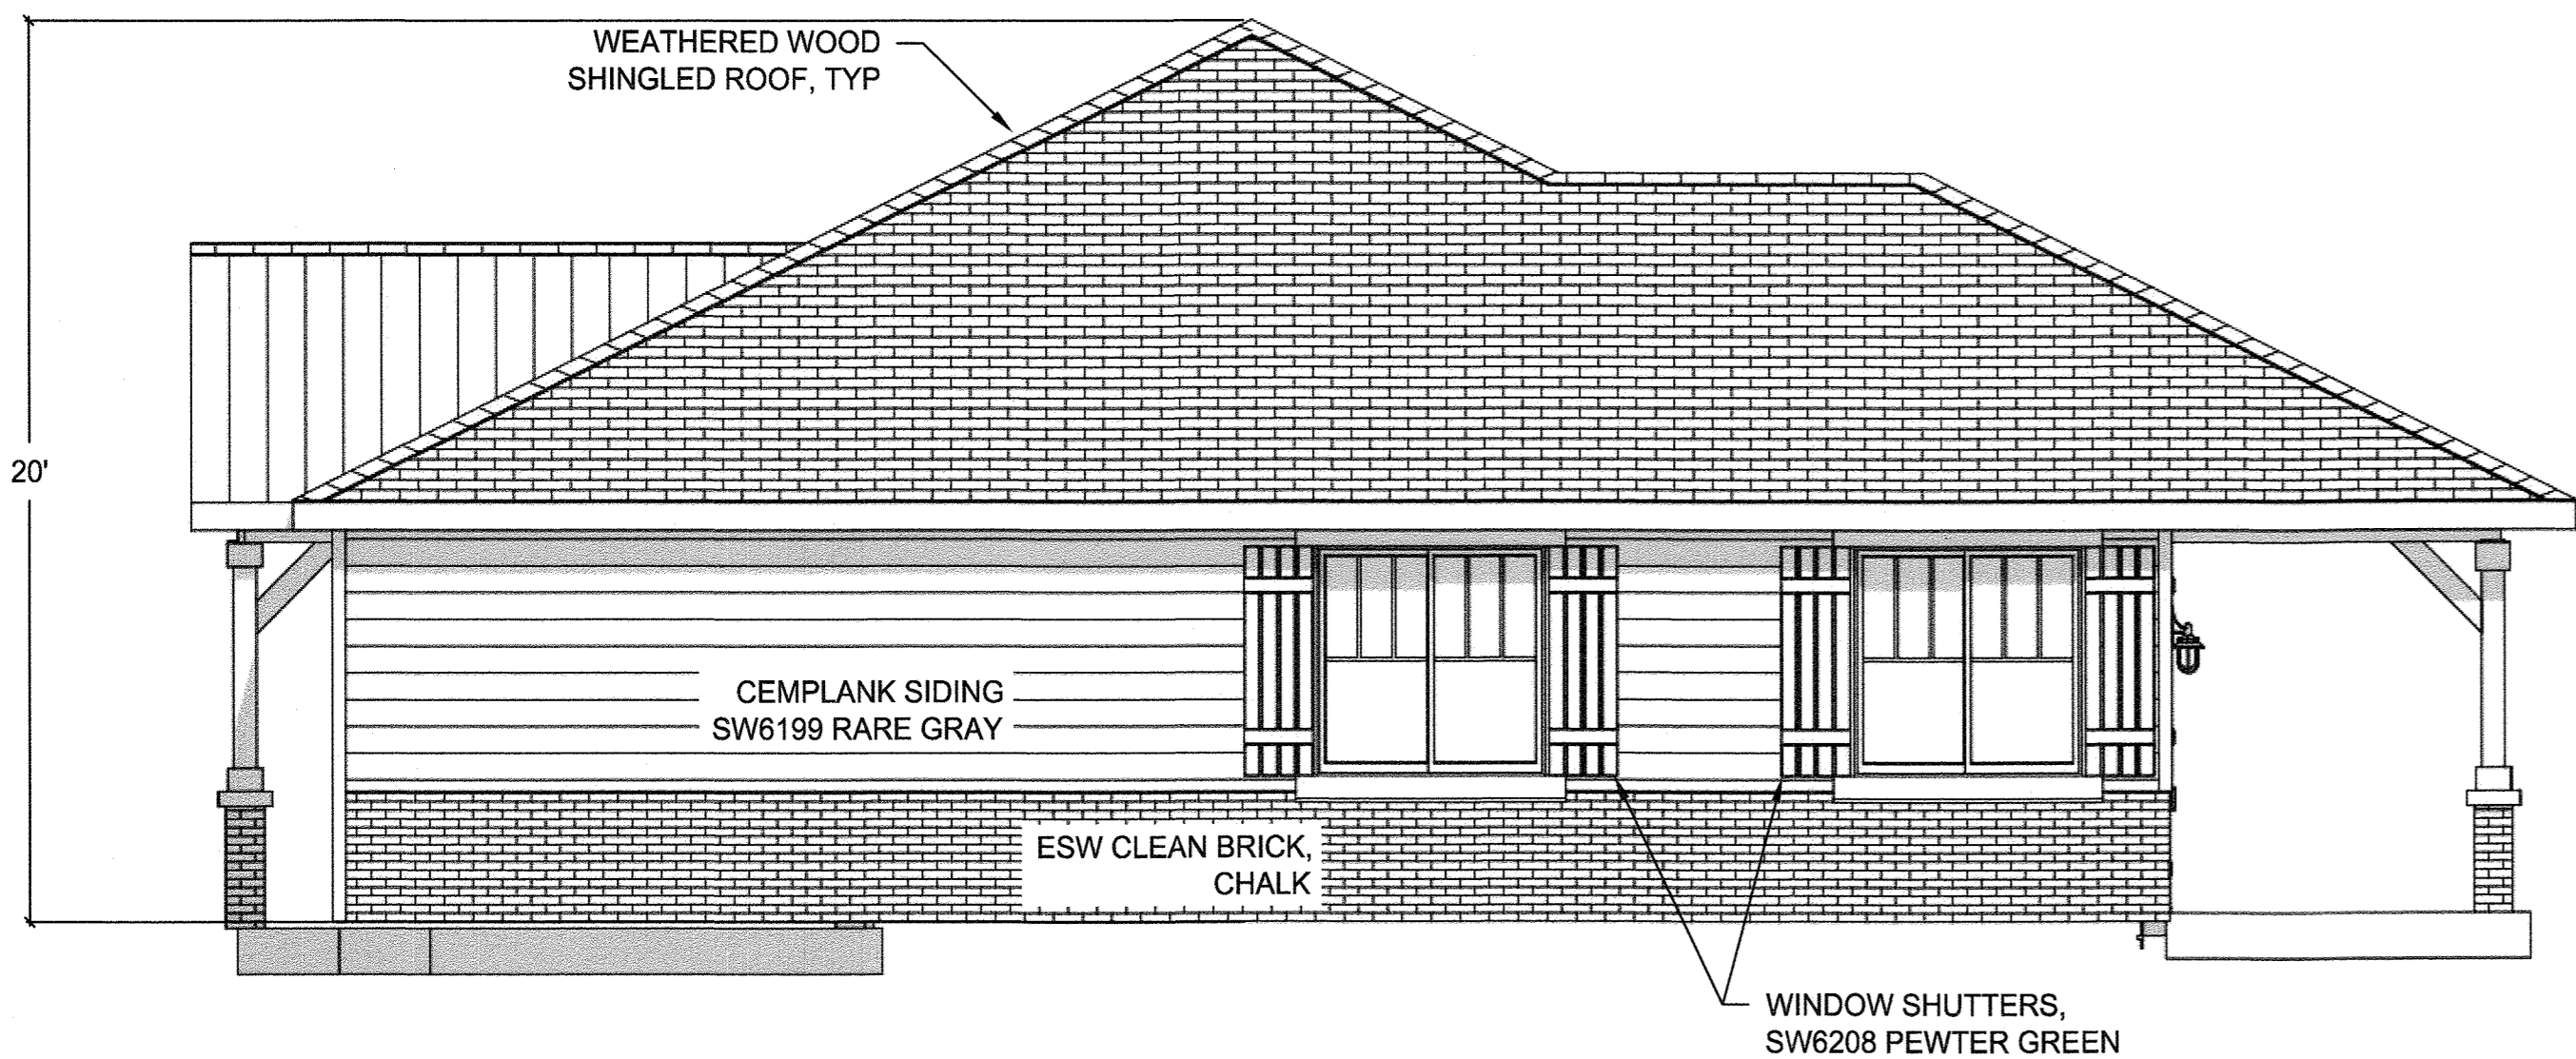 WEATHERED WOOD
SHINGLED ROOF, TYP
20'
CEMPLANK SIDING
SW6199 RARE GRAY
ESW CLEAN BRICK,
CHALK
WINDOW SHUTTERS,
SW6208 PEWTER GREEN